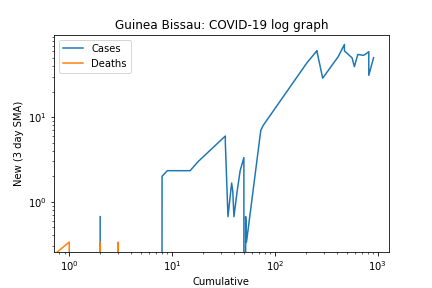 Guinea Bissau: COVID-19 log graph
Cases
Deaths
New (3 day SMA)
10¹
10⁰
10⁰ 10¹ 10² 10³
Cumulative